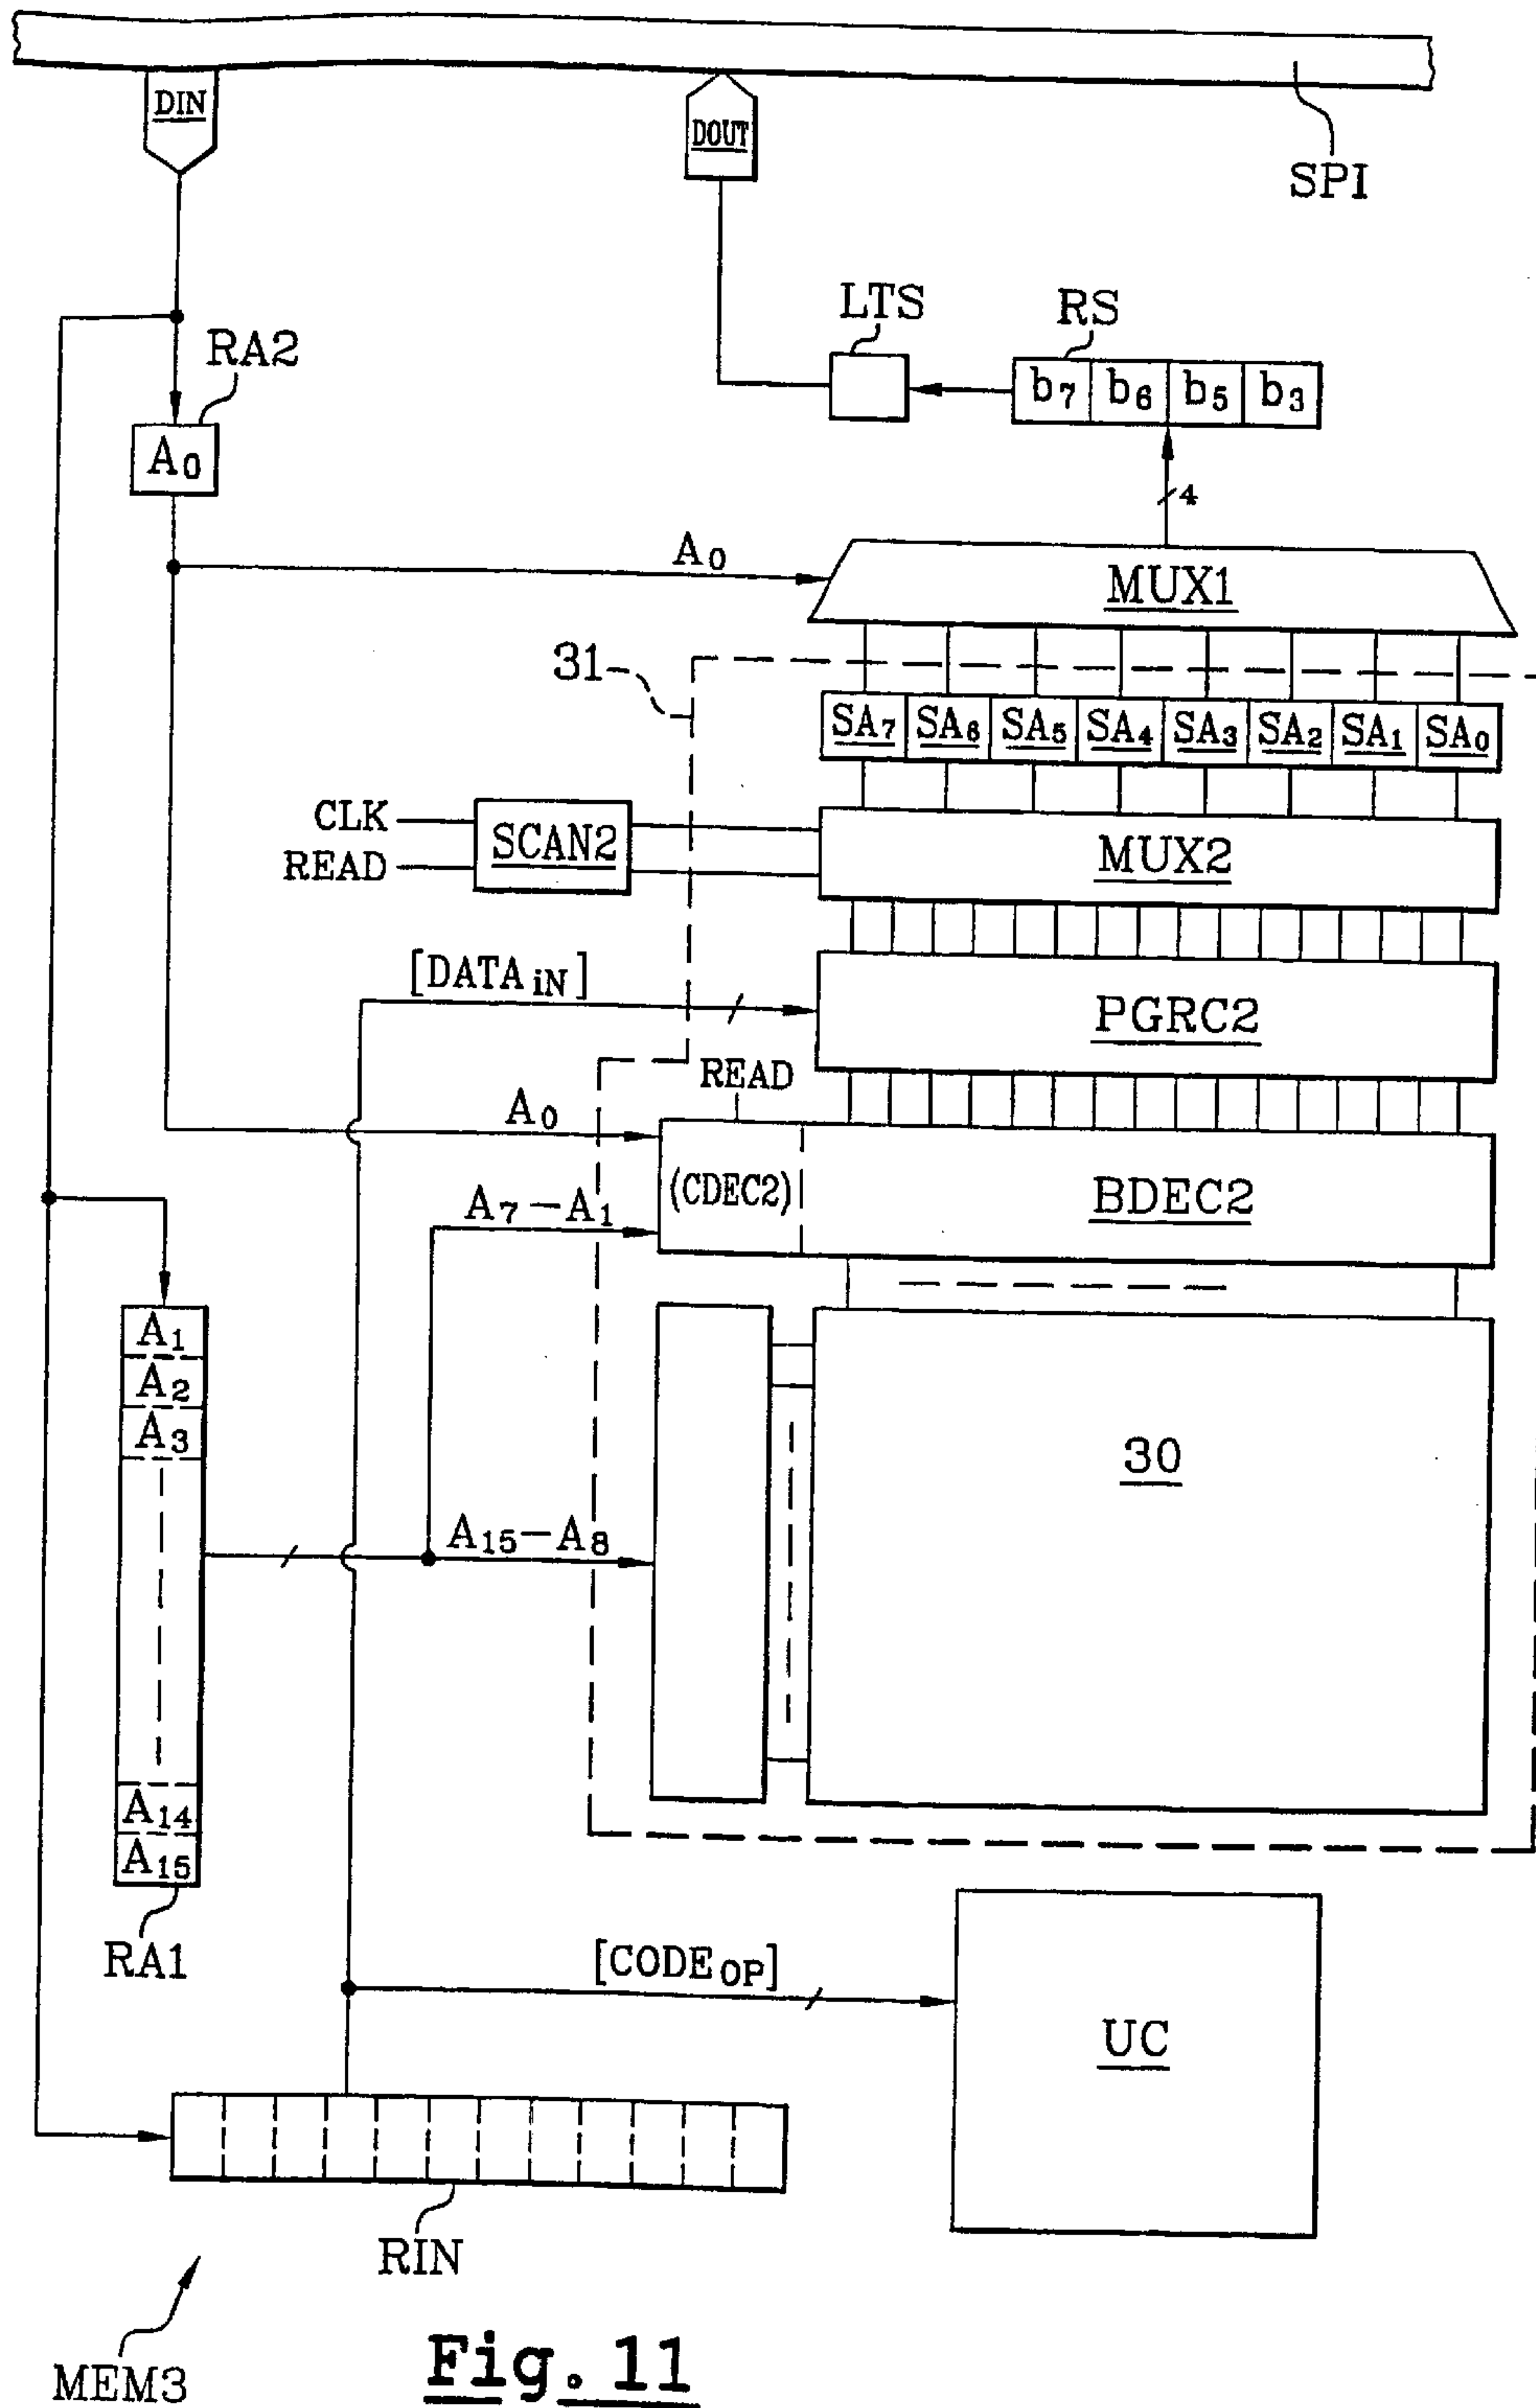 DIN
DOUT
SPI
LTS
RS
RA2
b7 b6 b5 b3
A0
4
A0
MUX1
31
SA7 SA6 SA5 SA4 SA3 SA2 SA1 SA0
CLK
SCAN2
READ
MUX2
[DATA iN]
PGRC2
READ
A0
(CDEC2)
BDEC2
A7-A1
A1
A2
A3
30
A15-A8
A14
A15
RA1
[CODE OP]
UC
RIN
MEM3
Fig. 11